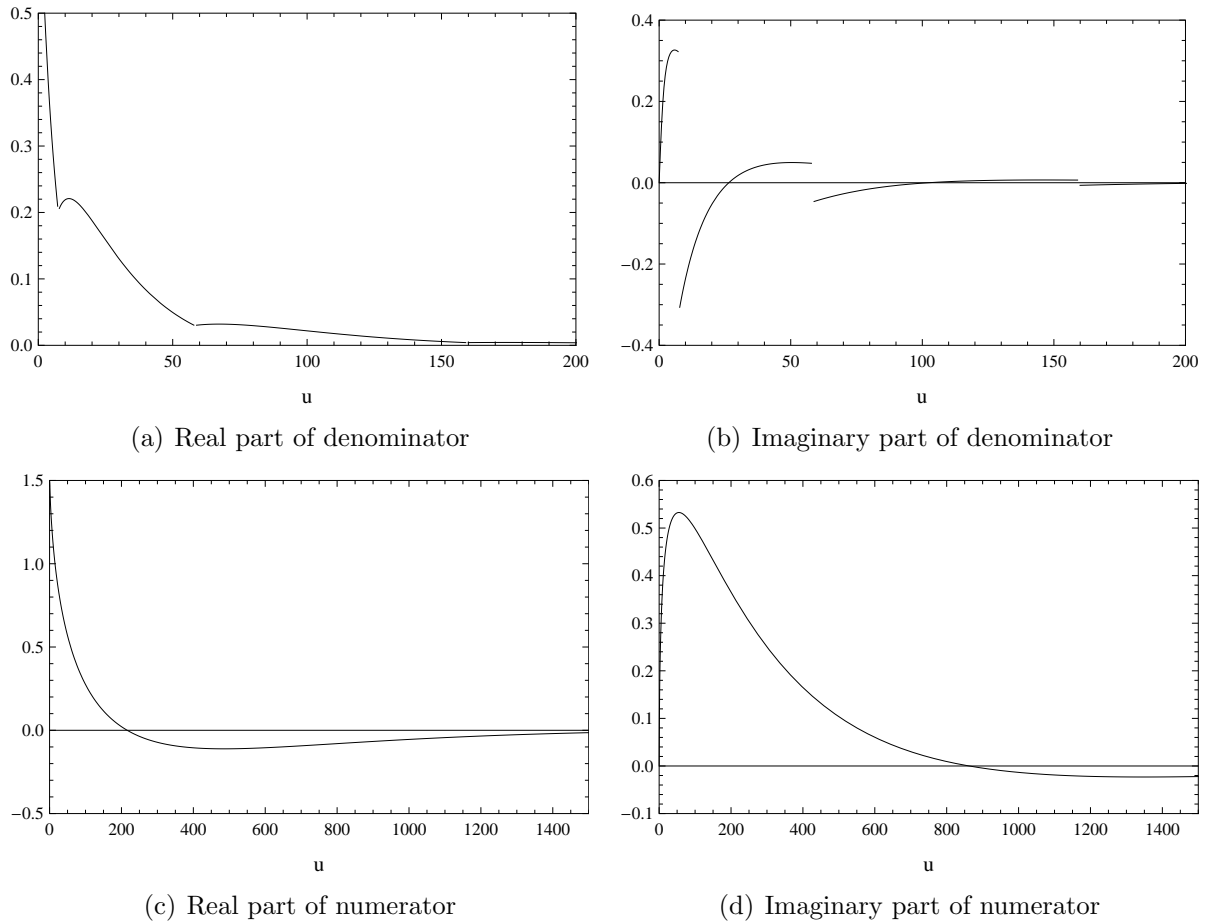 0.5
0.4
0.3
0.2
0.1
0.0
0 50 100 150 200
u
(a) Real part of denominator
0.4
0.2
0.0
−0.2
−0.4
0 50 100 150 200
u
(b) Imaginary part of denominator
1.5
1.0
0.5
0.0
−0.5
0 200 400 600 800 1000 1200 1400
u
(c) Real part of numerator
0.6
0.5
0.4
0.3
0.2
0.1
0.0
−0.1
0 200 400 600 800 1000 1200 1400
u
(d) Imaginary part of numerator